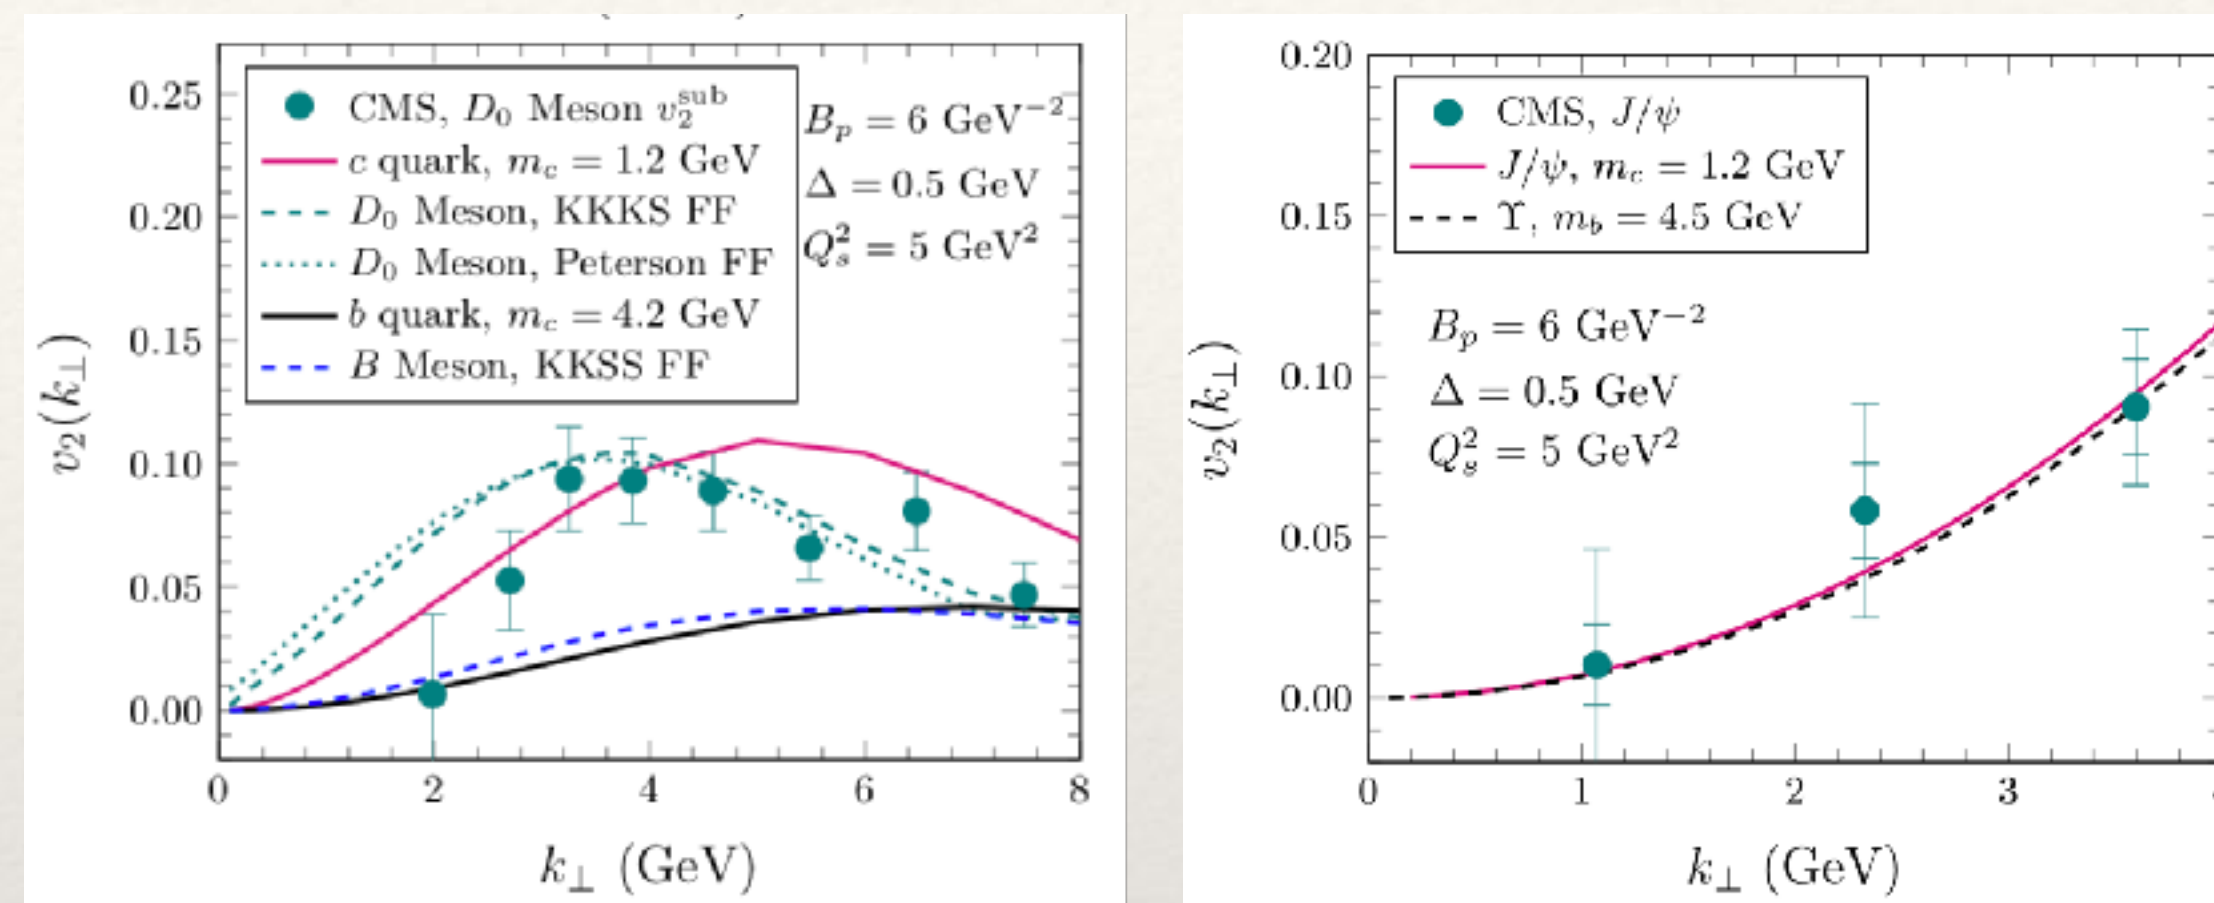 0.25
0.20
0.15
0.10
0.05
0.00
v₂(k⊥)
CMS, D₀ Meson v₂^sub
c quark, m_c = 1.2 GeV
D₀ Meson, KKKS FF
D₀ Meson, Peterson FF
b quark, m_c = 4.2 GeV
B Meson, KKSS FF
B_p = 6 GeV⁻²
Δ = 0.5 GeV
Q_s² = 5 GeV²
0 2 4 6 8
k⊥ (GeV)
0.20
0.15
0.10
0.05
0.00
v₂(k⊥)
CMS, J/ψ
J/ψ, m_c = 1.2 GeV
Υ, m_b = 4.5 GeV
B_p = 6 GeV⁻²
Δ = 0.5 GeV
Q_s² = 5 GeV²
0 1 2 3
k⊥ (GeV)